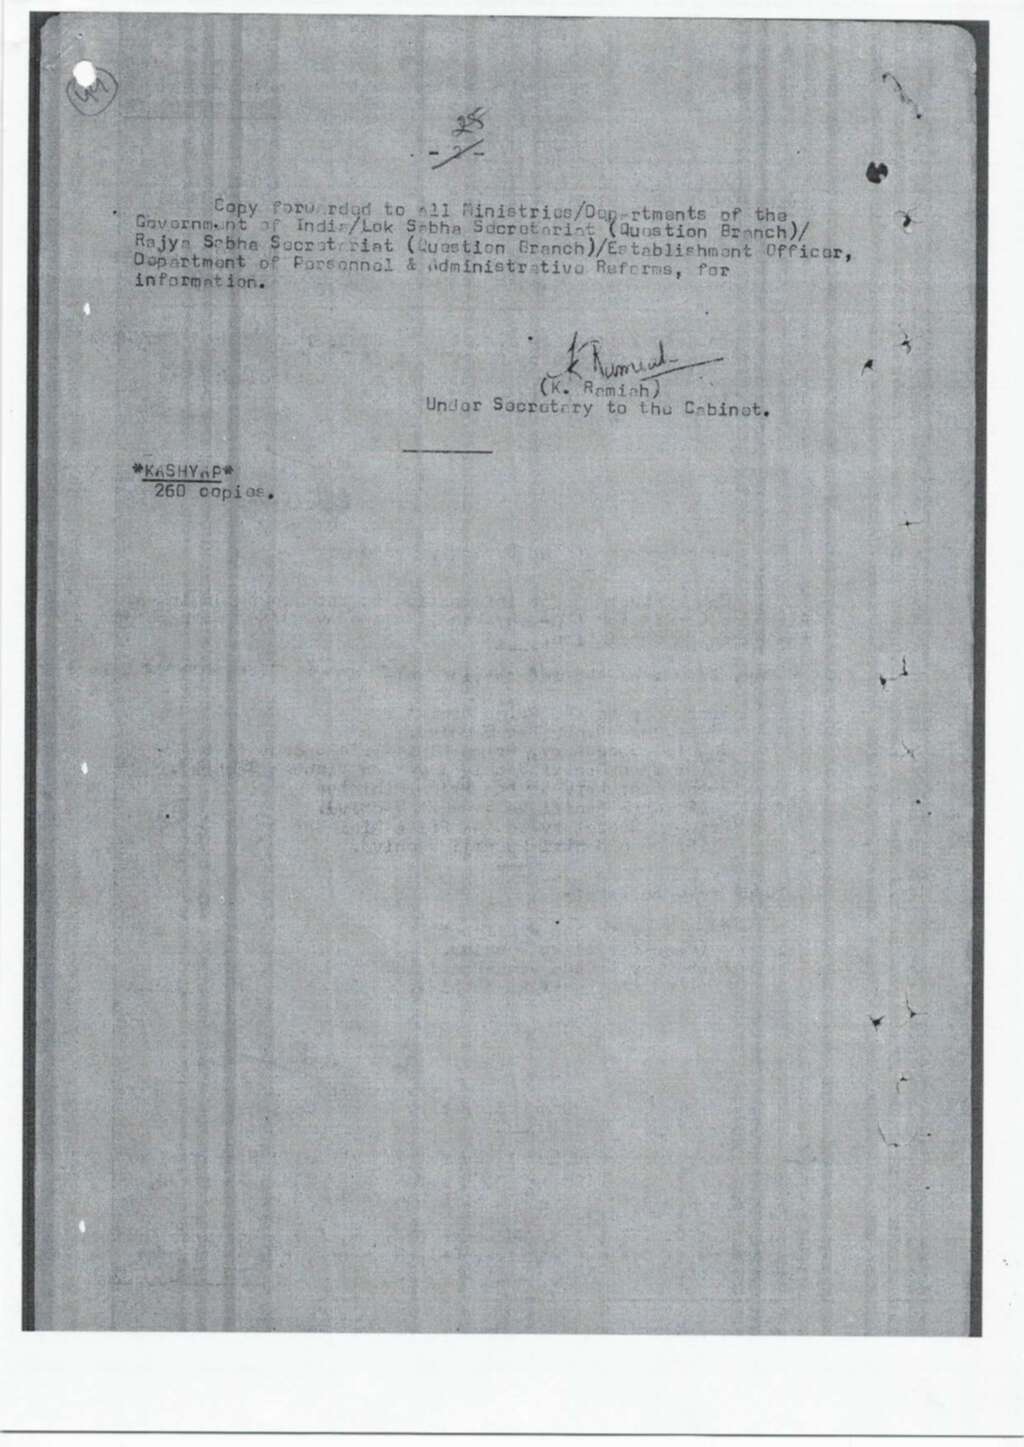 44
28
- 2 -
Copy forwarded to all Ministries/Departments of the
Government of India/Lok Sabha Secretariat (Question Branch)/
Rajya Sabha Secretariat (Question Branch)/Establishment Officer,
Department of Personnel & Administrative Reforms, for
information.
K Ramiah
(K. Ramiah)
Under Secretary to the Cabinet.
*KASHYAP*
260 copies.